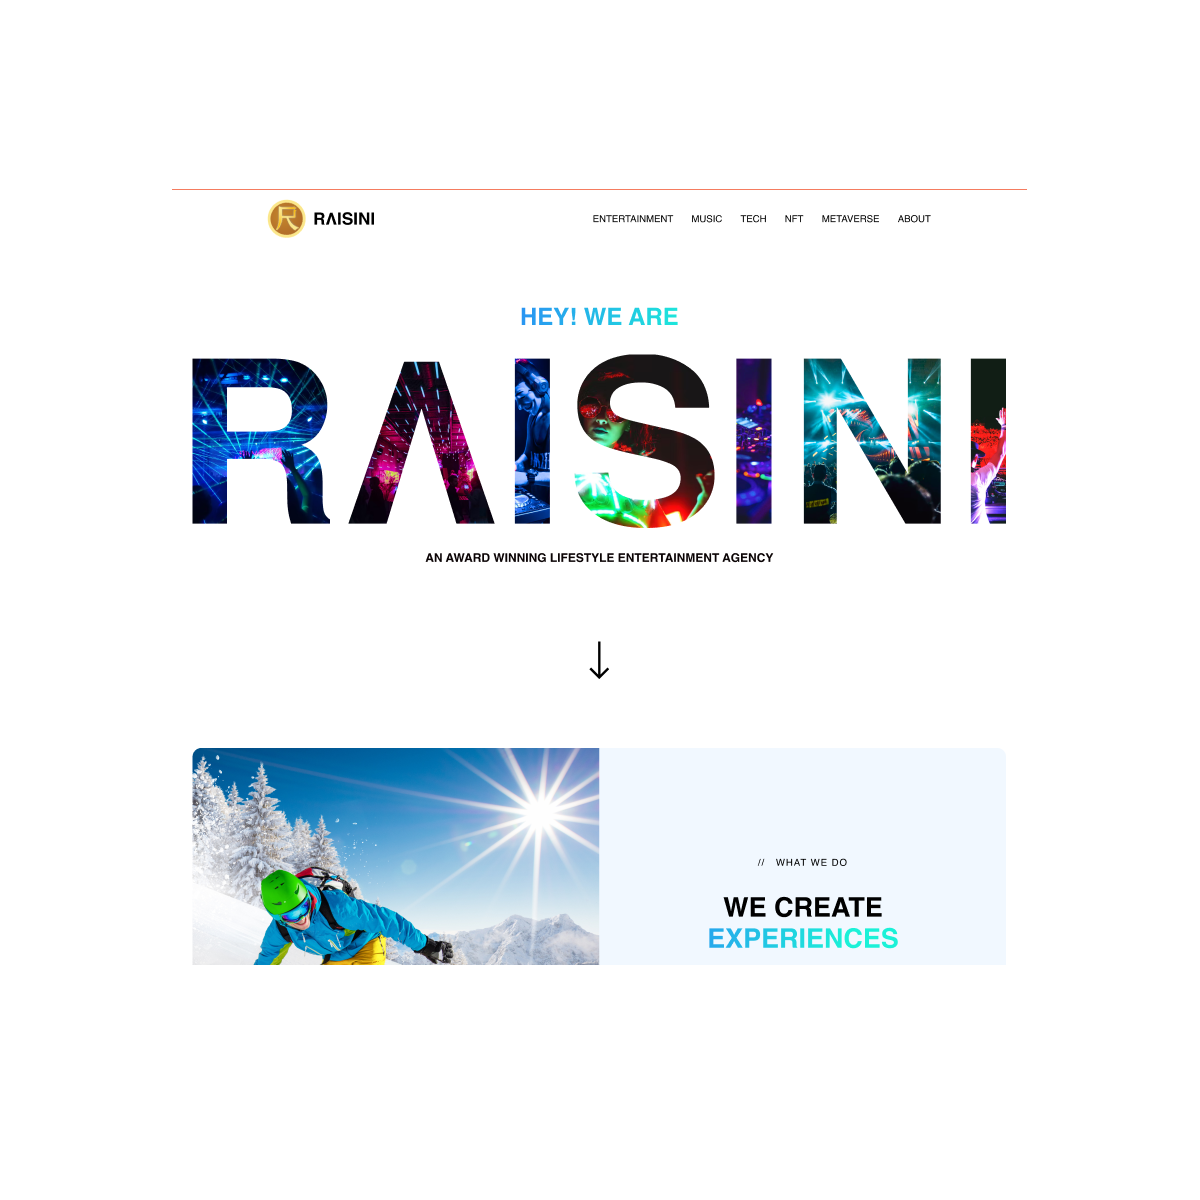 RΛISINI
ENTERTAINMENT MUSIC TECH NFT METAVERSE ABOUT
HEY! WE ARE
RΛISINI
AN AWARD WINNING LIFESTYLE ENTERTAINMENT AGENCY
// WHAT WE DO
WE CREATE
EXPERIENCES